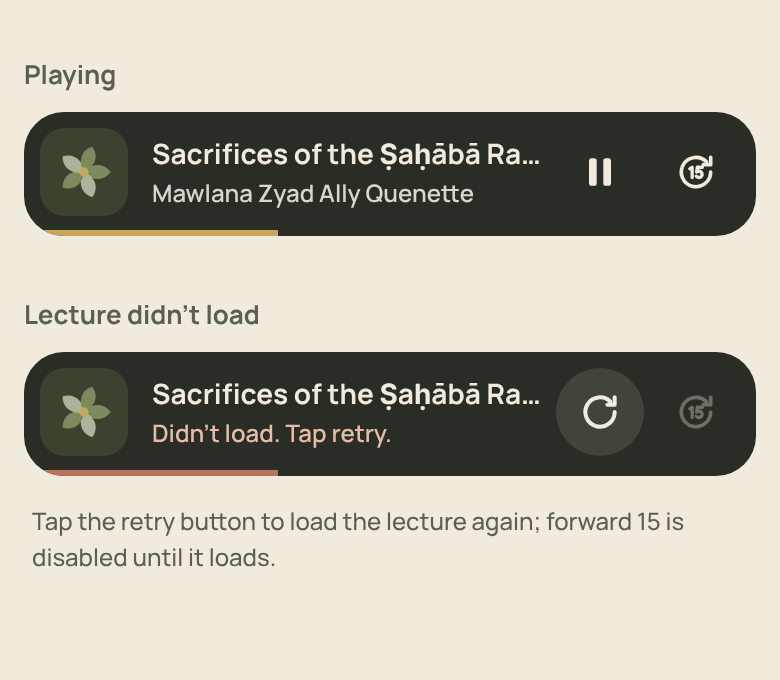 Playing
Sacrifices of the Ṣaḥābā Ra...
Mawlana Zyad Ally Quenette
15
Lecture didn’t load
Sacrifices of the Ṣaḥābā Ra...
Didn’t load. Tap retry.
15
Tap the retry button to load the lecture again; forward 15 is
disabled until it loads.